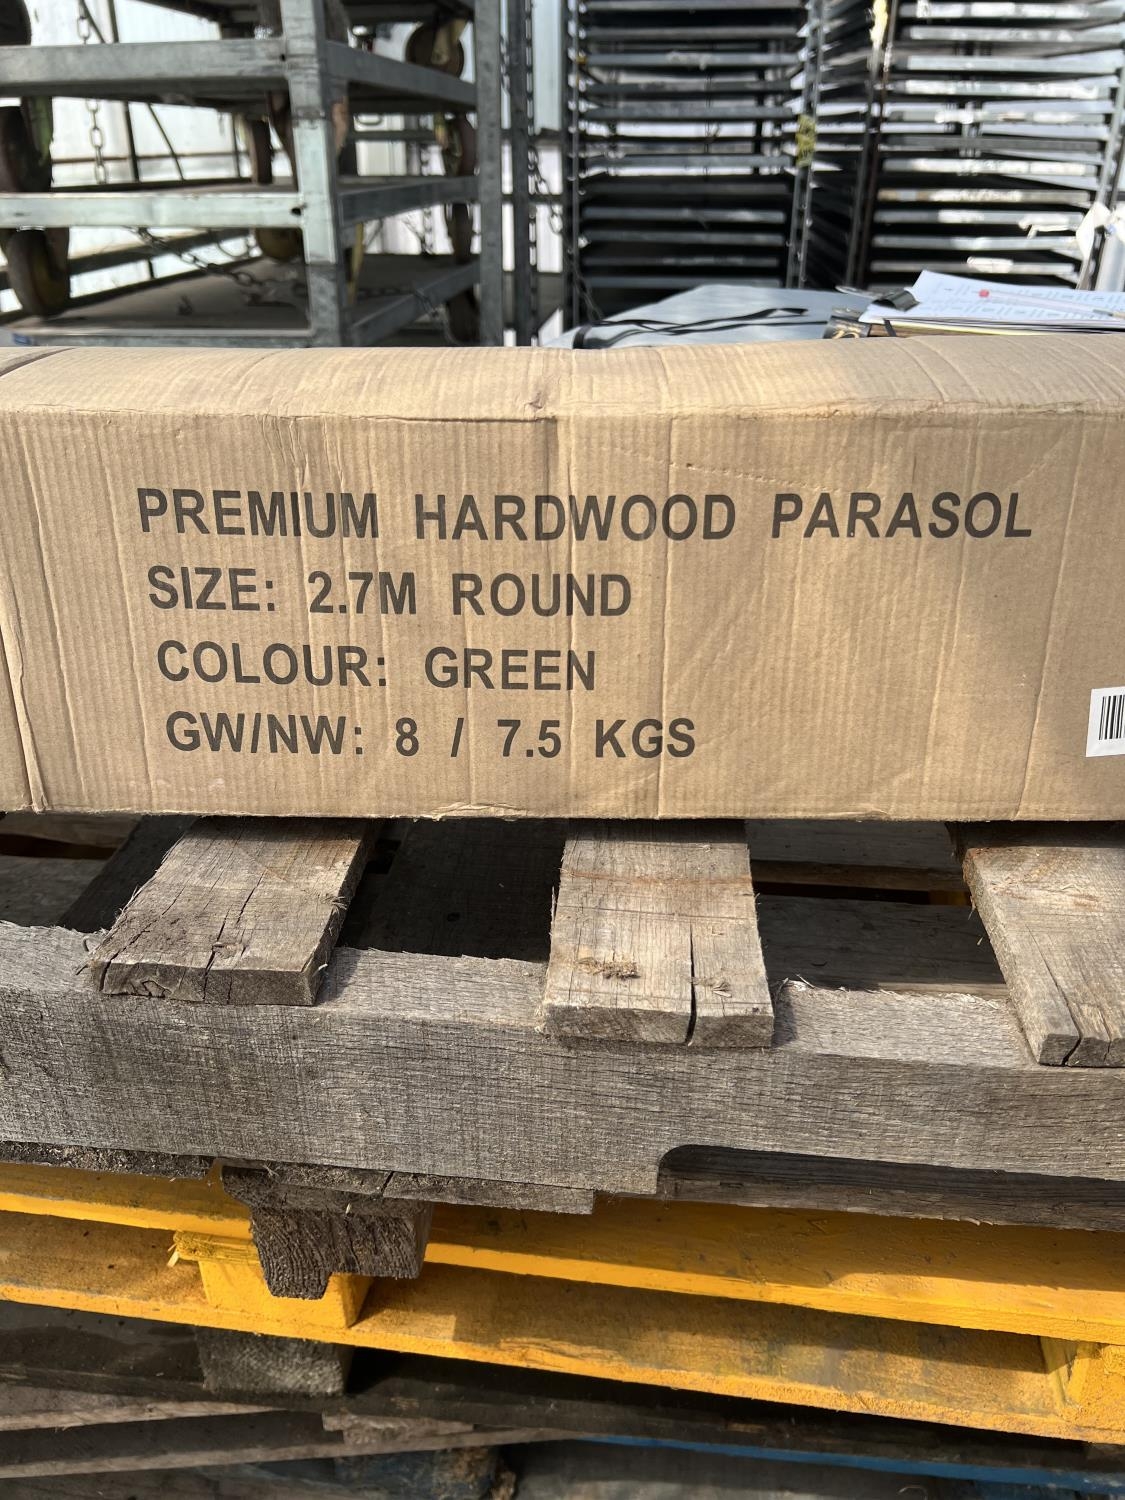 PREMIUM HARDWOOD PARASOL
SIZE: 2.7M ROUND
COLOUR: GREEN
GW/NW: 8 / 7.5 KGS